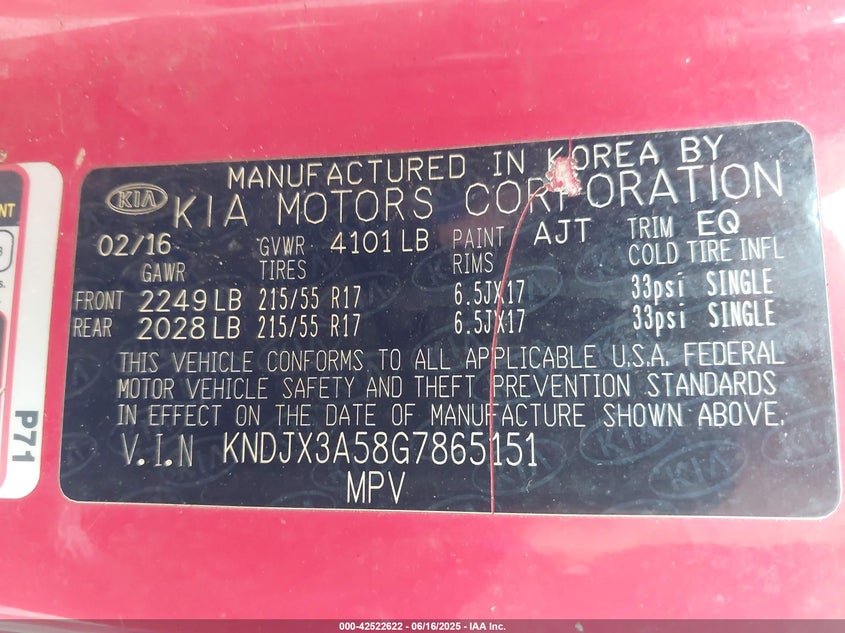 MANUFACTURED IN KOREA BY
KIA KIA MOTORS CORPORATION
02/16 GVWR 4101 LB PAINT AJT TRIM EQ
GAWR TIRES RIMS COLD TIRE INFL
FRONT 2249 LB 215/55 R17 6.5JX17 33psi SINGLE
REAR 2028 LB 215/55 R17 6.5JX17 33psi SINGLE
THIS VEHICLE CONFORMS TO ALL APPLICABLE U.S.A. FEDERAL
MOTOR VEHICLE SAFETY AND THEFT PREVENTION STANDARDS
IN EFFECT ON THE DATE OF MANUFACTURE SHOWN ABOVE.
V.I.N KNDJX3A58G7865151
MPV
P71
000-42522622 - 06/16/2025 - IAA Inc.